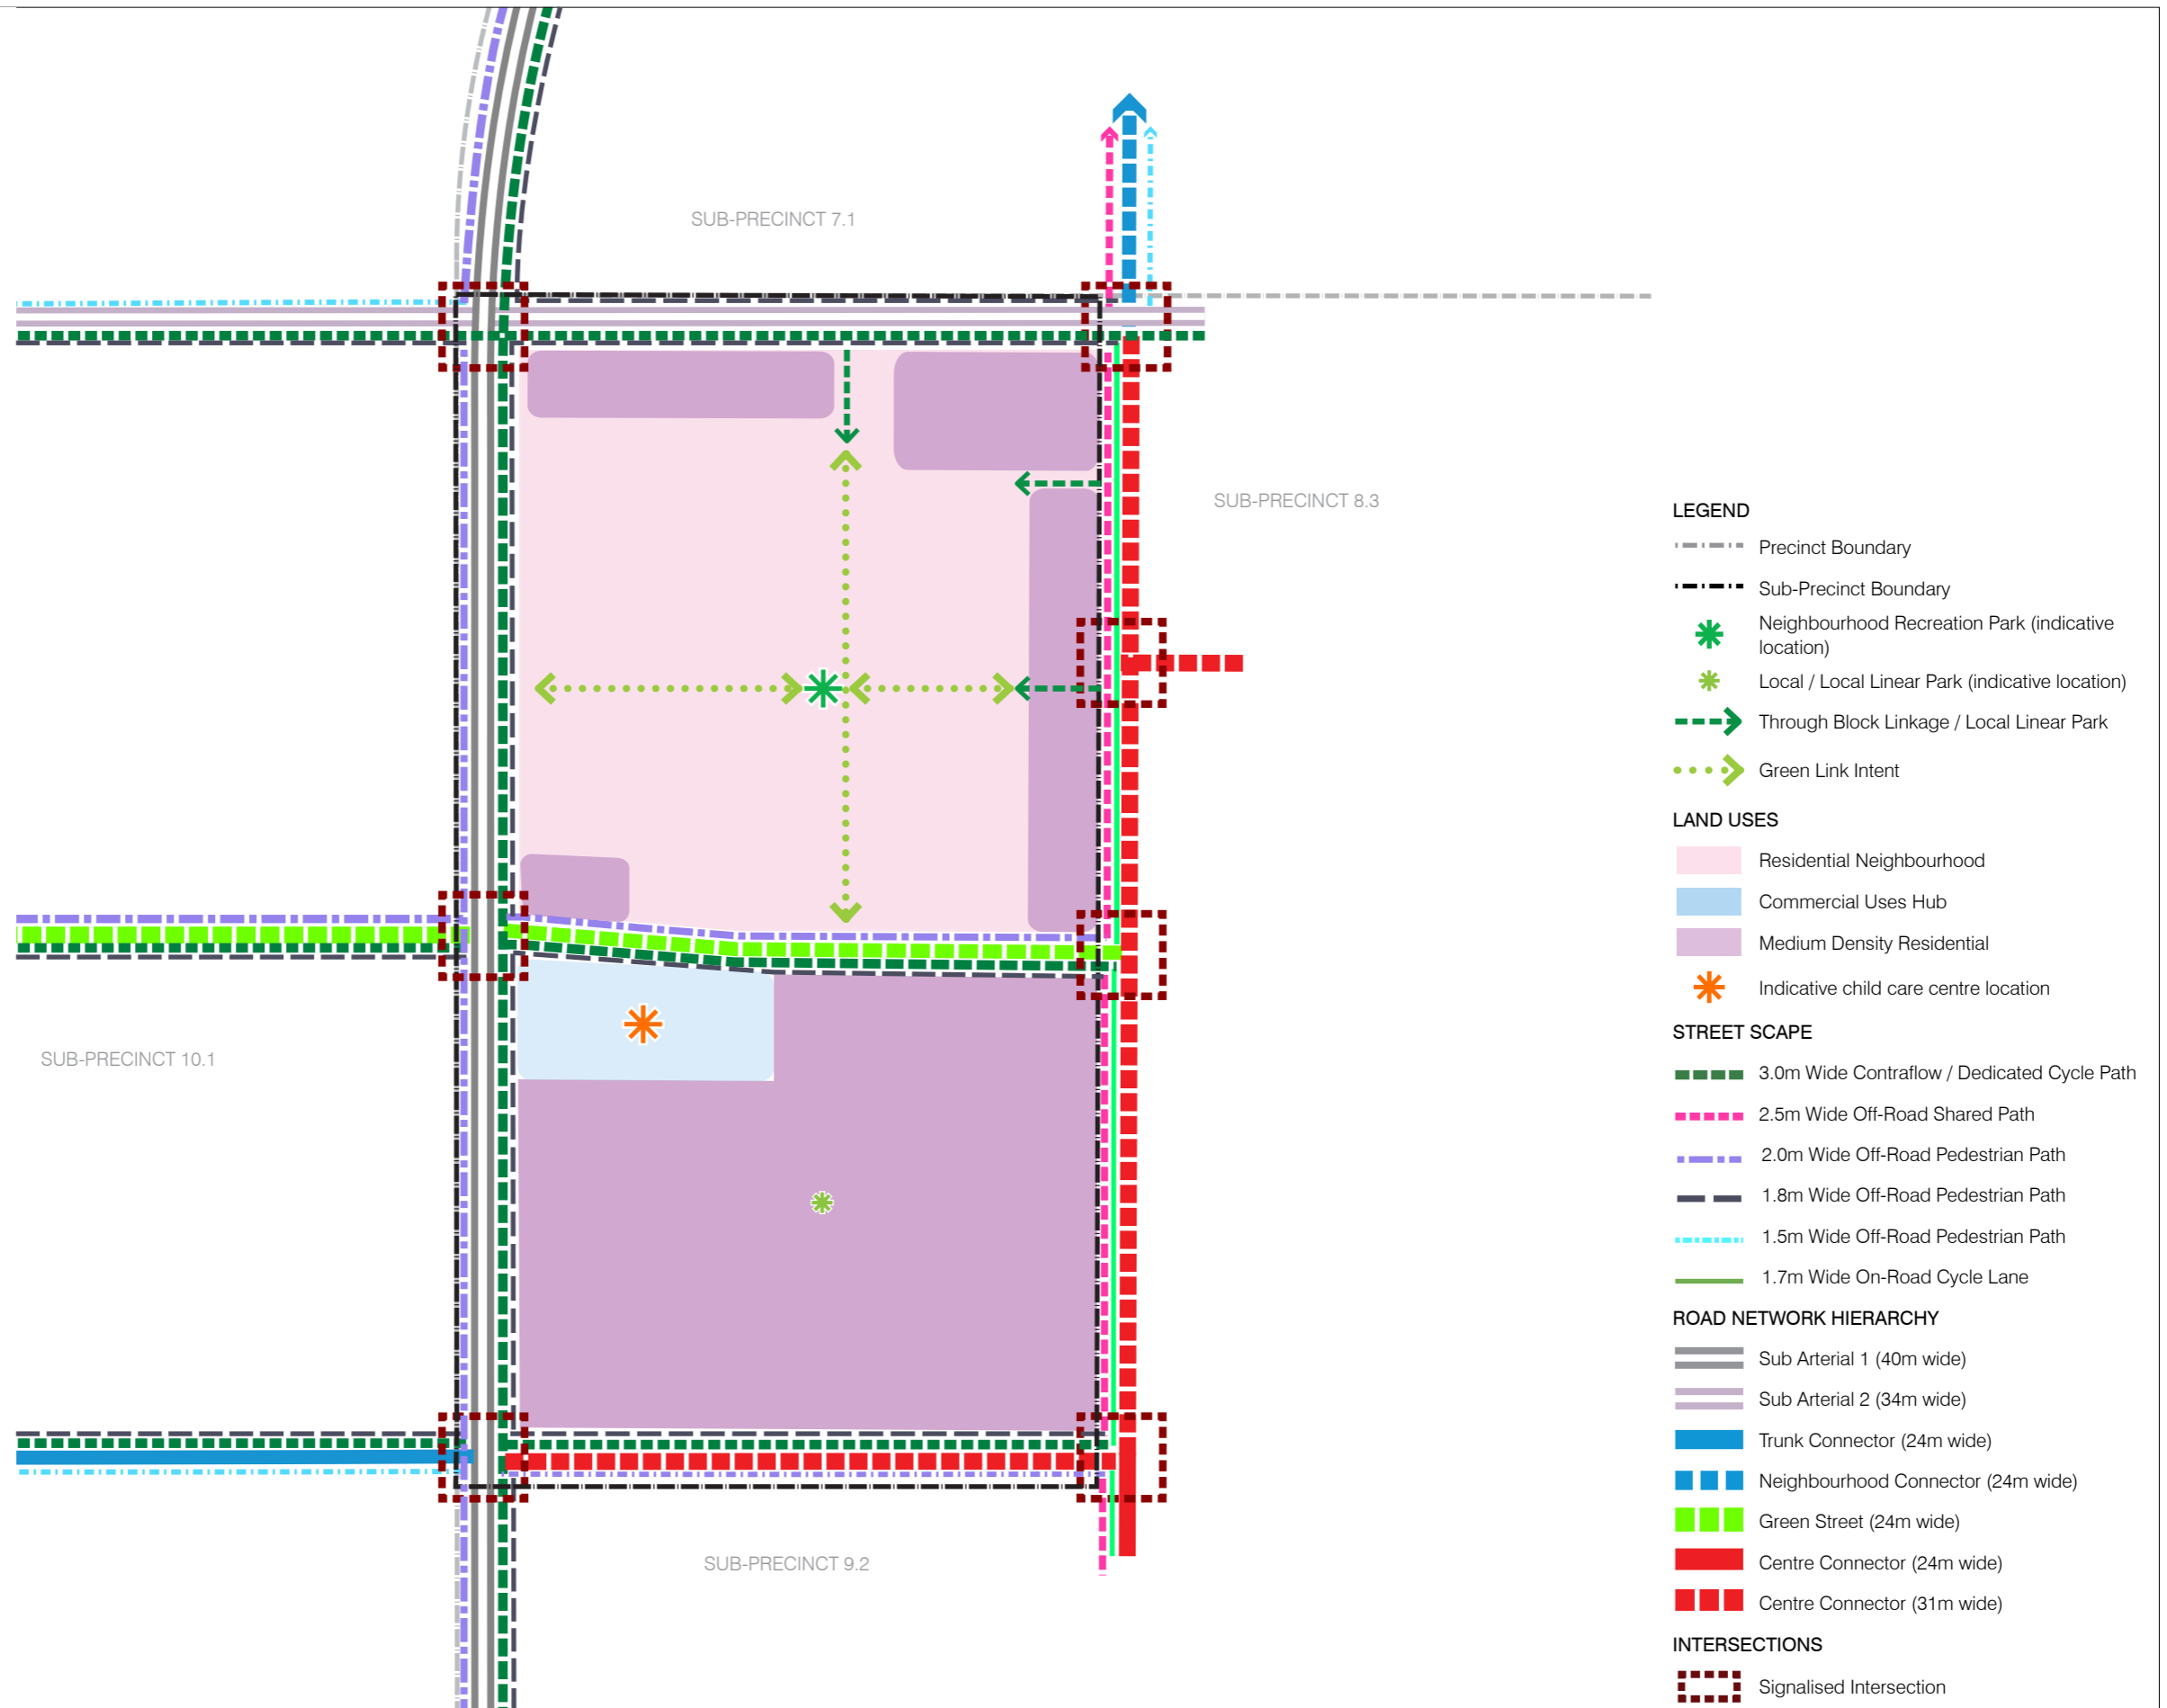 SUB-PRECINCT 7.1
SUB-PRECINCT 8.3
SUB-PRECINCT 10.1
SUB-PRECINCT 9.2
LEGEND
Precinct Boundary
Sub-Precinct Boundary
Neighbourhood Recreation Park (indicative
location)
Local / Local Linear Park (indicative location)
Through Block Linkage / Local Linear Park
Green Link Intent
LAND USES
Residential Neighbourhood
Commercial Uses Hub
Medium Density Residential
Indicative child care centre location
STREET SCAPE
3.0m Wide Contraflow / Dedicated Cycle Path
2.5m Wide Off-Road Shared Path
2.0m Wide Off-Road Pedestrian Path
1.8m Wide Off-Road Pedestrian Path
1.5m Wide Off-Road Pedestrian Path
1.7m Wide On-Road Cycle Lane
ROAD NETWORK HIERARCHY
Sub Arterial 1 (40m wide)
Sub Arterial 2 (34m wide)
Trunk Connector (24m wide)
Neighbourhood Connector (24m wide)
Green Street (24m wide)
Centre Connector (24m wide)
Centre Connector (31m wide)
INTERSECTIONS
Signalised Intersection